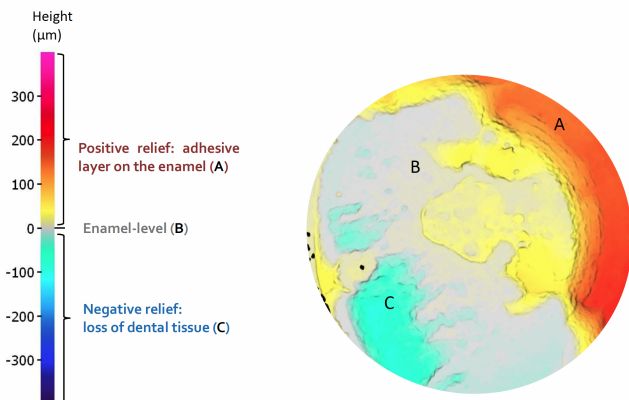 Height
(μm)
300
200
100
0
-100
-200
-300
Positive relief: adhesive
layer on the enamel (A)
Enamel-level (B)
Negative relief:
loss of dental tissue (C)
A
B
C